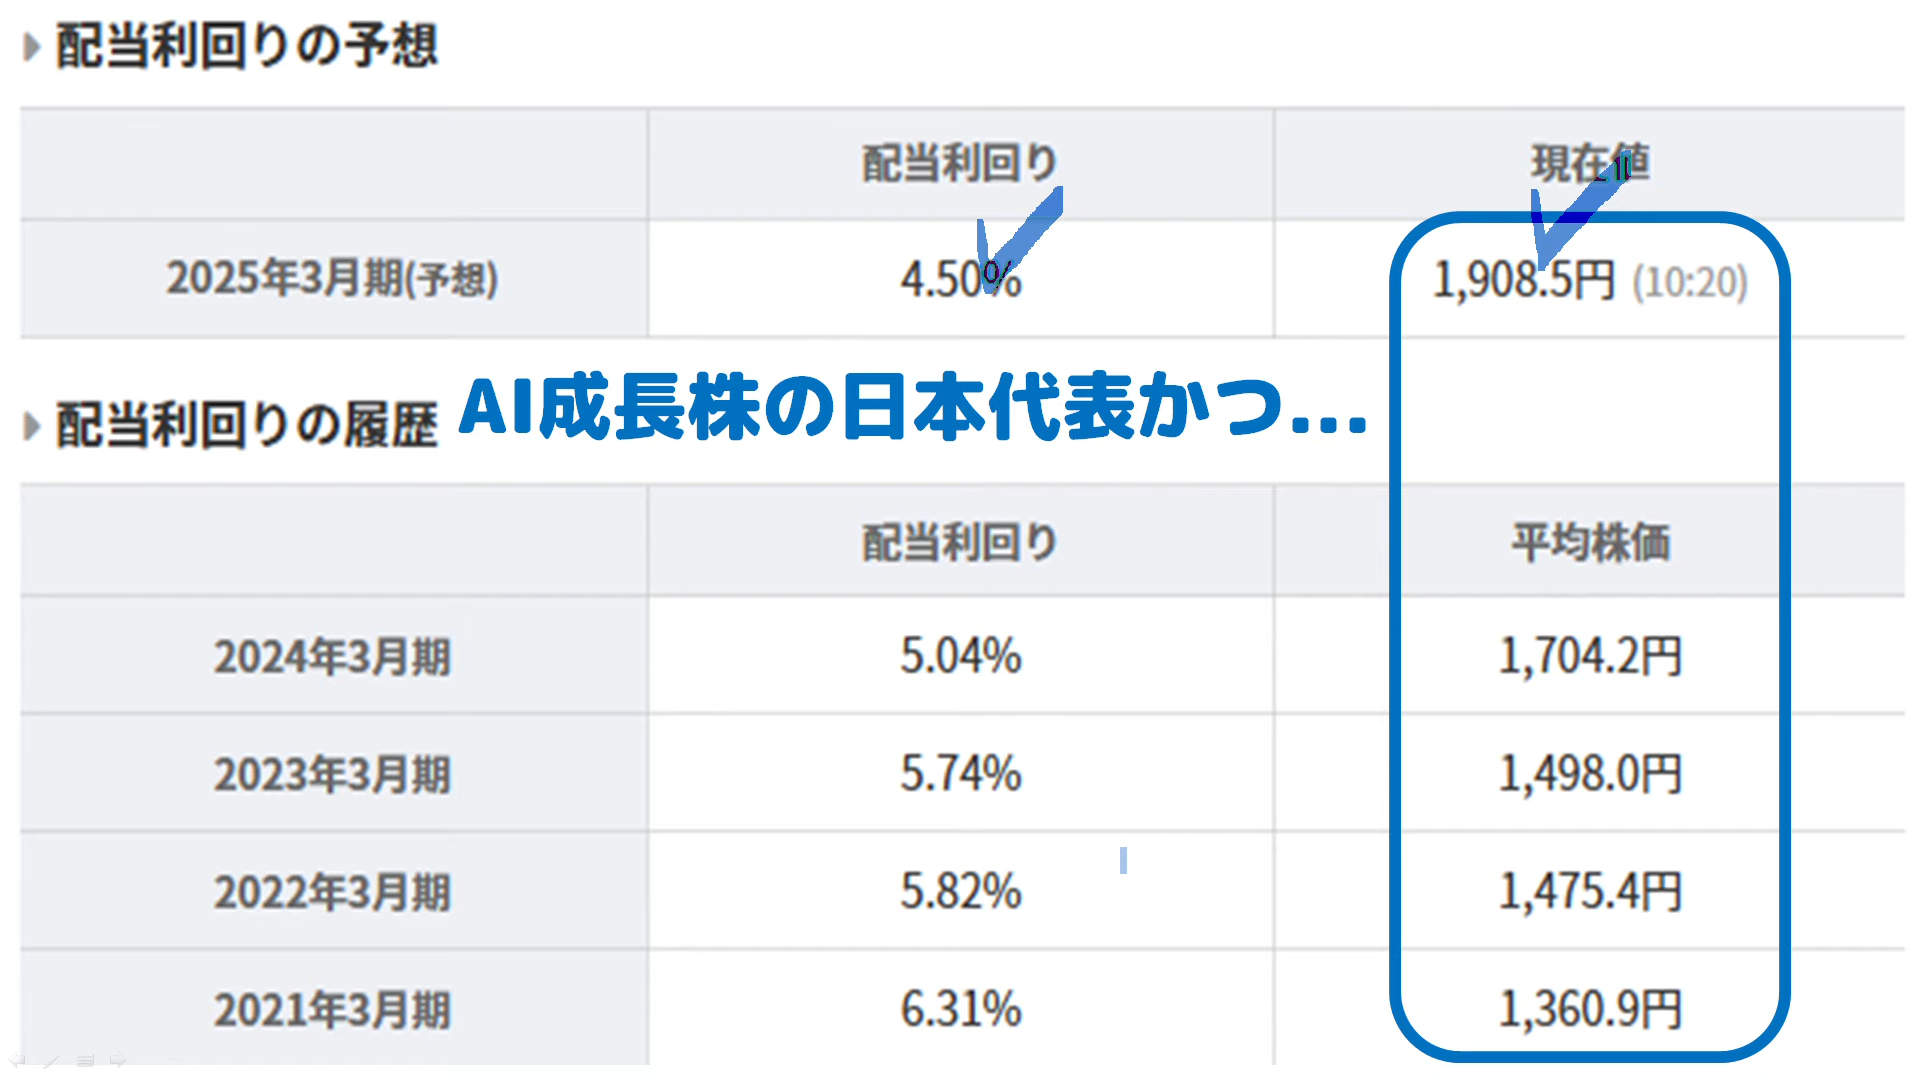 配当利回りの予想
配当利回り 現在値
2025年3月期(予想) 4.50% 1,908.5円 (10:20)
配当利回りの履歴 AI成長株の日本代表かつ...
配当利回り 平均株価
2024年3月期 5.04% 1,704.2円
2023年3月期 5.74% 1,498.0円
2022年3月期 5.82% 1,475.4円
2021年3月期 6.31% 1,360.9円